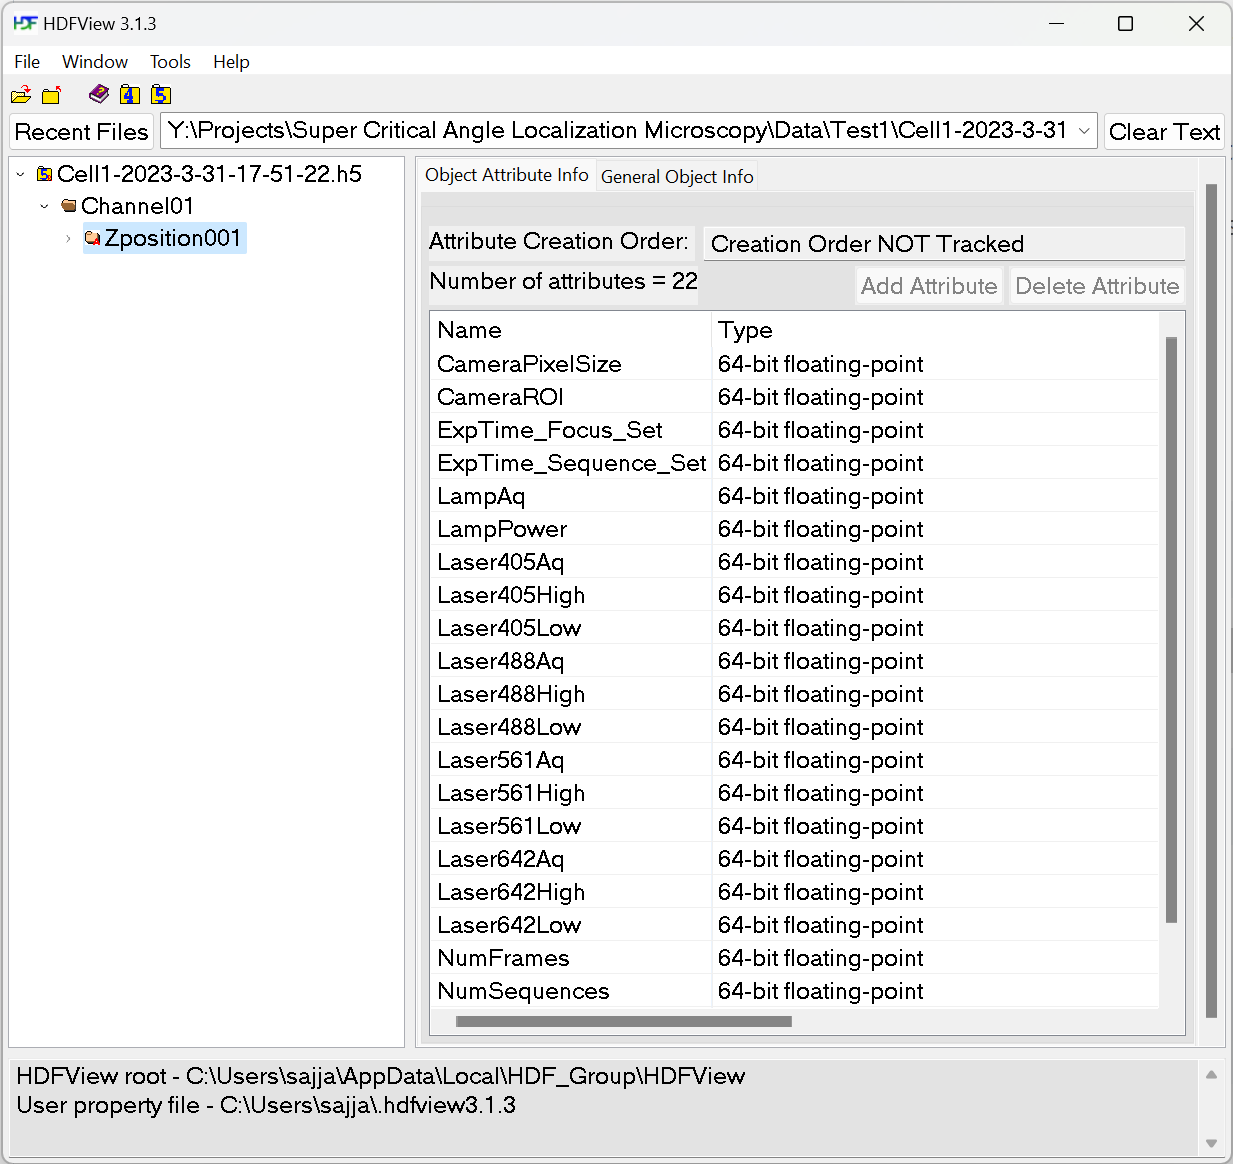 HDF HDFView 3.1.3
File Window Tools Help
4 5
Recent Files Y:\Projects\Super Critical Angle Localization Microscopy\Data\Test1\Cell1-2023-3-31 Clear Text
Cell1-2023-3-31-17-51-22.h5
Channel01
Zposition001
Object Attribute Info General Object Info
Attribute Creation Order: Creation Order NOT Tracked
Number of attributes = 22 Add Attribute Delete Attribute
Name Type
CameraPixelSize 64-bit floating-point
CameraROI 64-bit floating-point
ExpTime_Focus_Set 64-bit floating-point
ExpTime_Sequence_Set 64-bit floating-point
LampAq 64-bit floating-point
LampPower 64-bit floating-point
Laser405Aq 64-bit floating-point
Laser405High 64-bit floating-point
Laser405Low 64-bit floating-point
Laser488Aq 64-bit floating-point
Laser488High 64-bit floating-point
Laser488Low 64-bit floating-point
Laser561Aq 64-bit floating-point
Laser561High 64-bit floating-point
Laser561Low 64-bit floating-point
Laser642Aq 64-bit floating-point
Laser642High 64-bit floating-point
Laser642Low 64-bit floating-point
NumFrames 64-bit floating-point
NumSequences 64-bit floating-point
HDFView root - C:\Users\sajja\AppData\Local\HDF_Group\HDFView
User property file - C:\Users\sajja\.hdfview3.1.3